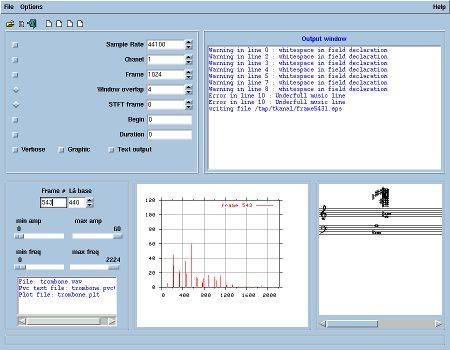 File Options Help
Output window
Sample Rate 44100
Chanel 1
Frame 1024
Window overlap 4
STFT frame 0
Begin 0
Duration 0
Verbose Graphic Text output
Warning in line 0 : whitespace in field declaration
Warning in line 2 : whitespace in field declaration
Warning in line 3 : whitespace in field declaration
Warning in line 4 : whitespace in field declaration
Warning in line 5 : whitespace in field declaration
Warning in line 7 : whitespace in field declaration
Warning in line 8 : whitespace in field declaration
Error in line 10 : Underfull music line
Error in line 10 : Underfull music line
writing file /tmp/tkanal/frame5431.eps
Frame # Là base
543 440
min amp max amp
0 60
min freq max freq
0 2224
File: trombone.wav
Pvc text file: trombone.pvc
Plot file: trombone.plt
frame 543
120
100
80
60
40
20
0
0 400 800 1200 1600 2000